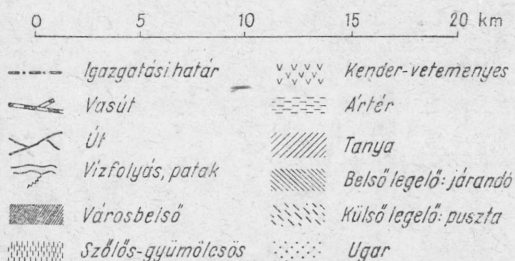 0 5 10 15 20 km
Igazgatási határ
Vasút
Út
Vízfolyás, patak
Városbelső
Szőlős-gyümölcsös
Kender-vetemenyes
Ártér
Tanya
Belső legelő: járandó
Külső legelő: puszta
Ugar